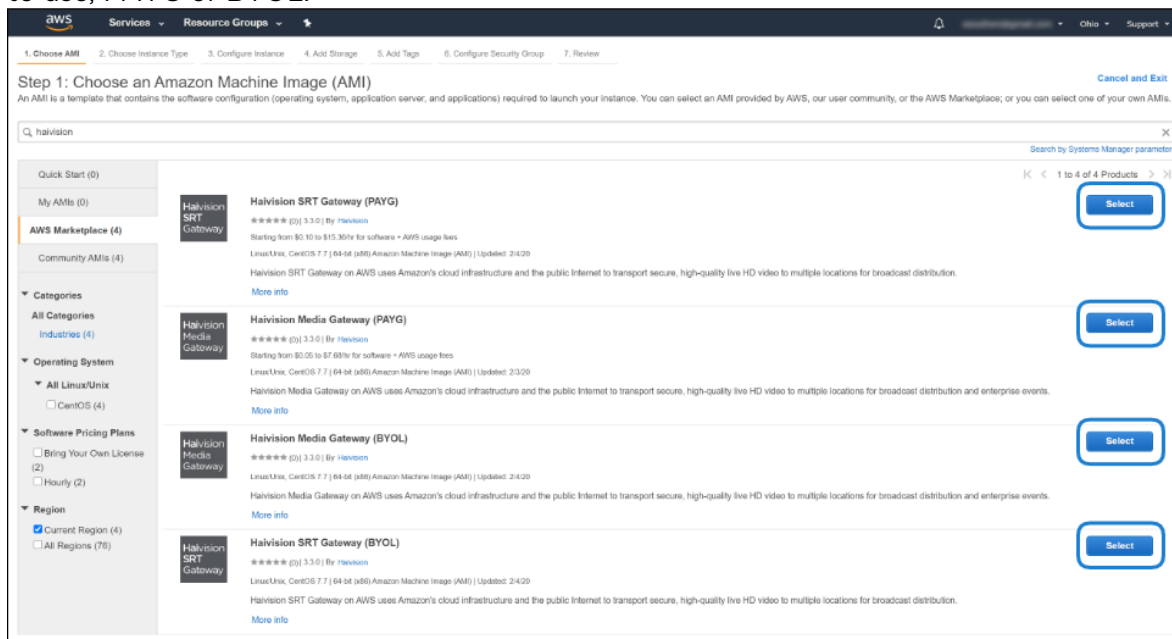 to use, PAYG or BYOL.
aws Services Resource Groups Ohio Support
1. Choose AMI 2. Choose Instance Type 3. Configure Instance 4. Add Storage 5. Add Tags 6. Configure Security Group 7. Review
Step 1: Choose an Amazon Machine Image (AMI)
Cancel and Exit
An AMI is a template that contains the software configuration (operating system, application server, and applications) required to launch your instance. You can select an AMI provided by AWS, our user community, or the AWS Marketplace; or you can select one of your own AMIs.
haivision
Search by Systems Manager parameter
Quick Start (0)
My AMIs (0)
AWS Marketplace (4)
Community AMIs (4)
Categories
All Categories
Industries (4)
Operating System
All Linux/Unix
CentOS (4)
Software Pricing Plans
Bring Your Own License
(2)
Hourly (2)
Region
Current Region (4)
All Regions (76)
1 to 4 of 4 Products
Haivision
SRT
Gateway
Haivision SRT Gateway (PAYG)
(0) | 3.3.0 | By Haivision
Starting from $0.10 to $15.36/hr for software + AWS usage fees
Linux/Unix, CentOS 7.7 | 64-bit (x86) Amazon Machine Image (AMI) | Updated: 2/4/20
Haivision SRT Gateway on AWS uses Amazon's cloud infrastructure and the public Internet to transport secure, high-quality live HD video to multiple locations for broadcast distribution.
More info
Select
Haivision
Media
Gateway
Haivision Media Gateway (PAYG)
(0) | 3.3.0 | By Haivision
Starting from $0.05 to $7.68/hr for software + AWS usage fees
Linux/Unix, CentOS 7.7 | 64-bit (x86) Amazon Machine Image (AMI) | Updated: 2/3/20
Haivision Media Gateway on AWS uses Amazon's cloud infrastructure and the public Internet to transport secure, high-quality live HD video to multiple locations for broadcast distribution and enterprise events.
More info
Select
Haivision
Media
Gateway
Haivision Media Gateway (BYOL)
(0) | 3.3.0 | By Haivision
Linux/Unix, CentOS 7.7 | 64-bit (x86) Amazon Machine Image (AMI) | Updated: 2/4/20
Haivision Media Gateway on AWS uses Amazon's cloud infrastructure and the public Internet to transport secure, high-quality live HD video to multiple locations for broadcast distribution and enterprise events.
More info
Select
Haivision
SRT
Gateway
Haivision SRT Gateway (BYOL)
(0) | 3.3.0 | By Haivision
Linux/Unix, CentOS 7.7 | 64-bit (x86) Amazon Machine Image (AMI) | Updated: 2/4/20
Haivision SRT Gateway on AWS uses Amazon's cloud infrastructure and the public Internet to transport secure, high-quality live HD video to multiple locations for broadcast distribution.
More info
Select